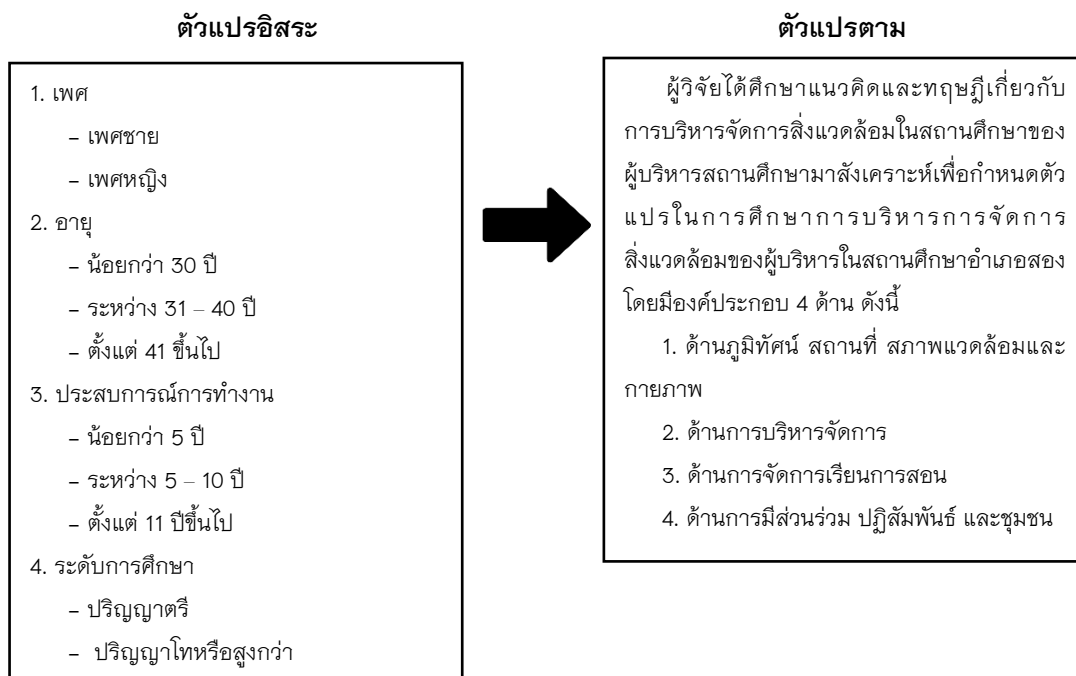 ตัวแปรอิสระ
1. เพศ
– เพศชาย
– เพศหญิง
2. อายุ
– น้อยกว่า 30 ปี
– ระหว่าง 31 – 40 ปี
– ตั้งแต่ 41 ขึ้นไป
3. ประสบการณ์การทำงาน
– น้อยกว่า 5 ปี
– ระหว่าง 5 – 10 ปี
– ตั้งแต่ 11 ปีขึ้นไป
4. ระดับการศึกษา
– ปริญญาตรี
– ปริญญาโทหรือสูงกว่า
ตัวแปรตาม
ผู้วิจัยได้ศึกษาแนวคิดและทฤษฎีเกี่ยวกับ
การบริหารจัดการสิ่งแวดล้อมในสถานศึกษาของ
ผู้บริหารสถานศึกษามาสังเคราะห์เพื่อกำหนดตัว
แปรในการศึกษาการบริหารการจัดการ
สิ่งแวดล้อมของผู้บริหารในสถานศึกษาอำเภอสอง
โดยมีองค์ประกอบ 4 ด้าน ดังนี้
1. ด้านภูมิทัศน์ สถานที่ สภาพแวดล้อมและ
กายภาพ
2. ด้านการบริหารจัดการ
3. ด้านการจัดการเรียนการสอน
4. ด้านการมีส่วนร่วม ปฏิสัมพันธ์ และชุมชน